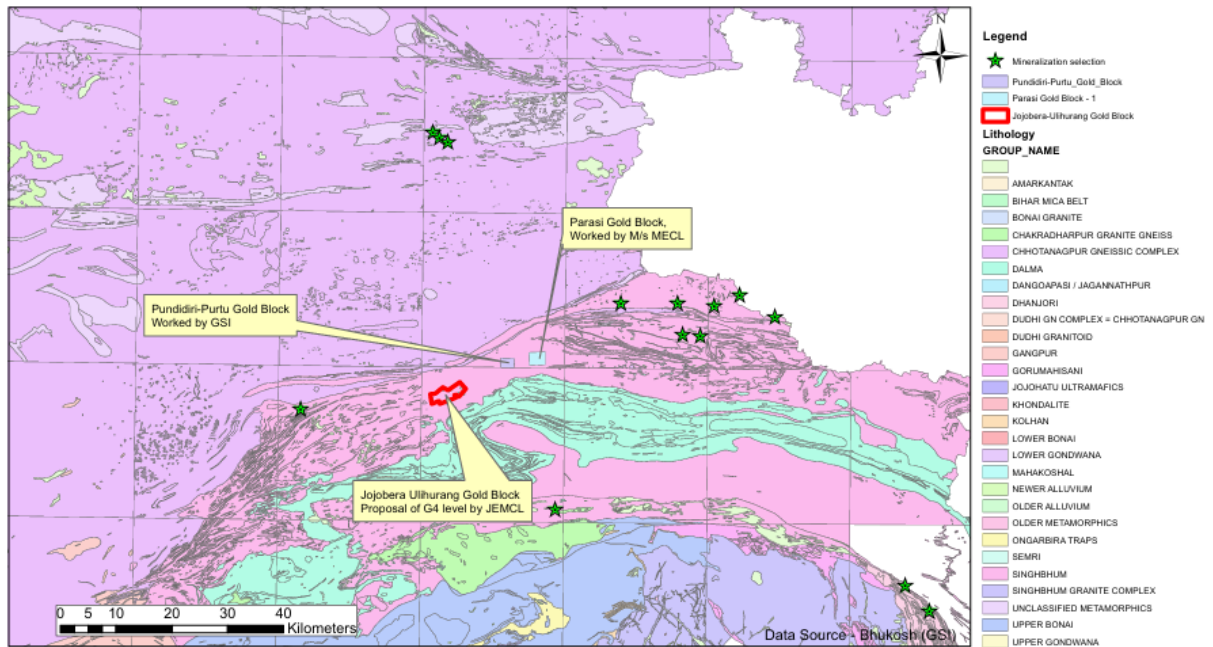 N
Parasi Gold Block,
Worked by M/s MECL
Pundidiri-Purtu Gold Block
Worked by GSI
Jojobera Ulihurang Gold Block
Proposal of G4 level by JEMCL
0 5 10 20 30 40
Kilometers
Data Source - Bhukosh (GSI)
Legend
Mineralization selection
Pundidiri-Purtu_Gold_Block
Parasi Gold Block - 1
Jojobera-Ulihurang Gold Block
Lithology
GROUP_NAME
AMARKANTAK
BIHAR MICA BELT
BONAI GRANITE
CHAKRADHARPUR GRANITE GNEISS
CHHOTANAGPUR GNEISSIC COMPLEX
DALMA
DANGOAPASI / JAGANNATHPUR
DHANJORI
DUDHI GN COMPLEX = CHHOTANAGPUR GN
DUDHI GRANITOID
GANGPUR
GORUMAHISANI
JOJOHATU ULTRAMAFICS
KHONDALITE
KOLHAN
LOWER BONAI
LOWER GONDWANA
MAHAKOSHAL
NEWER ALLUVIUM
OLDER ALLUVIUM
OLDER METAMORPHICS
ONGARBIRA TRAPS
SEMRI
SINGHBHUM
SINGHBHUM GRANITE COMPLEX
UNCLASSIFIED METAMORPHICS
UPPER BONAI
UPPER GONDWANA